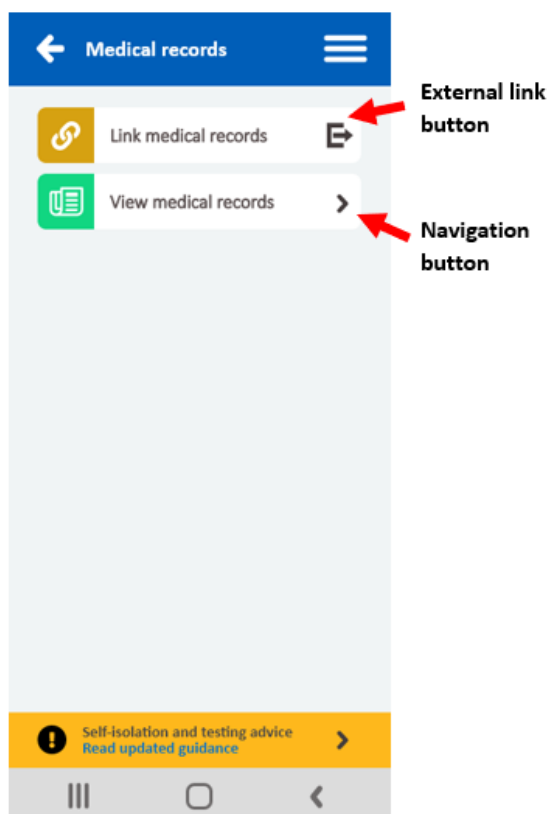 Medical records
External link
button
Link medical records
View medical records
Navigation
button
Self-isolation and testing advice
Read updated guidance